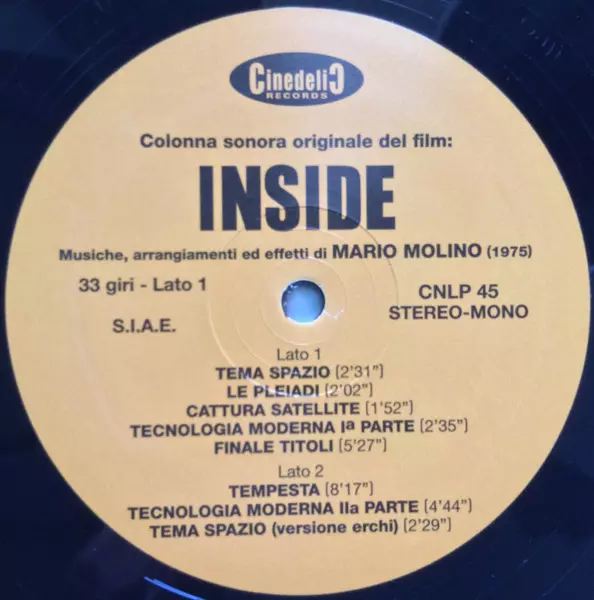 CinedeliC
RECORDS
Colonna sonora originale del film:
INSIDE
Musiche, arrangiamenti ed effetti di MARIO MOLINO (1975)
33 giri - Lato 1
CNLP 45
S.I.A.E.
STEREO-MONO
Lato 1
TEMA SPAZIO (2'31")
LE PLEIADI (2'02")
CATTURA SATELLITE (1'52")
TECNOLOGIA MODERNA Iª PARTE (2'35")
FINALE TITOLI (5'27")
Lato 2
TEMPESTA (8'17")
TECNOLOGIA MODERNA IIa PARTE (4'44")
TEMA SPAZIO (versione erchi) (2'29")